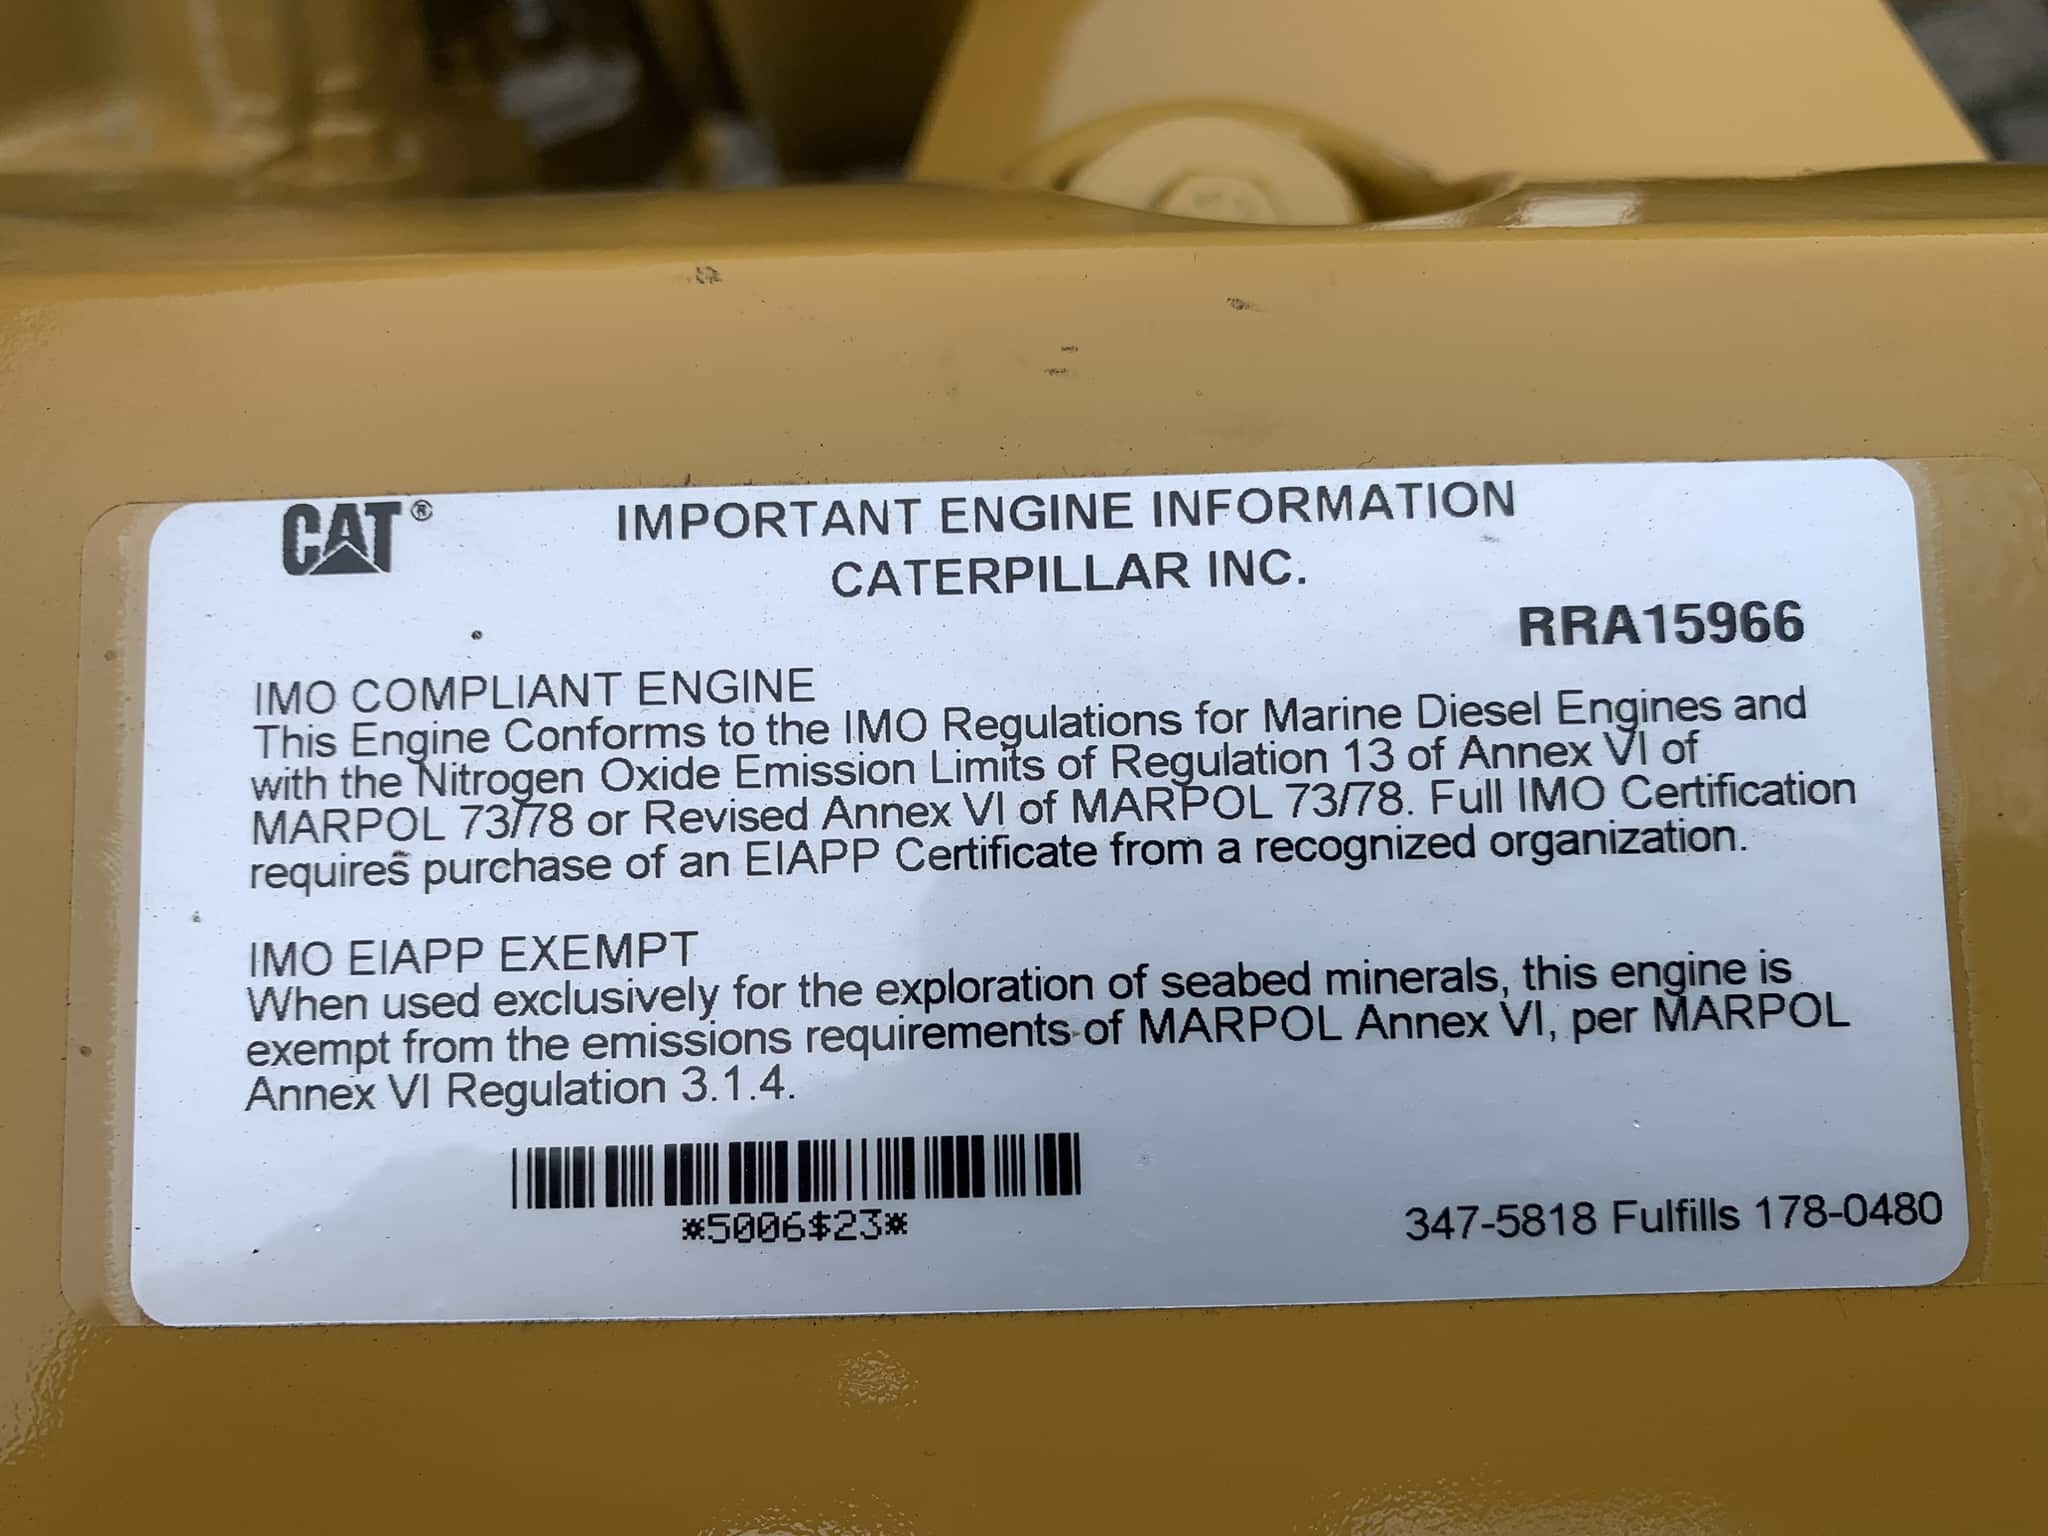 CAT®
IMPORTANT ENGINE INFORMATION
CATERPILLAR INC.
RRA15966
IMO COMPLIANT ENGINE
This Engine Conforms to the IMO Regulations for Marine Diesel Engines and
with the Nitrogen Oxide Emission Limits of Regulation 13 of Annex VI of
MARPOL 73/78 or Revised Annex VI of MARPOL 73/78. Full IMO Certification
requires purchase of an EIAPP Certificate from a recognized organization.
IMO EIAPP EXEMPT
When used exclusively for the exploration of seabed minerals, this engine is
exempt from the emissions requirements of MARPOL Annex VI, per MARPOL
Annex VI Regulation 3.1.4.
*5006$23*
347-5818 Fulfills 178-0480